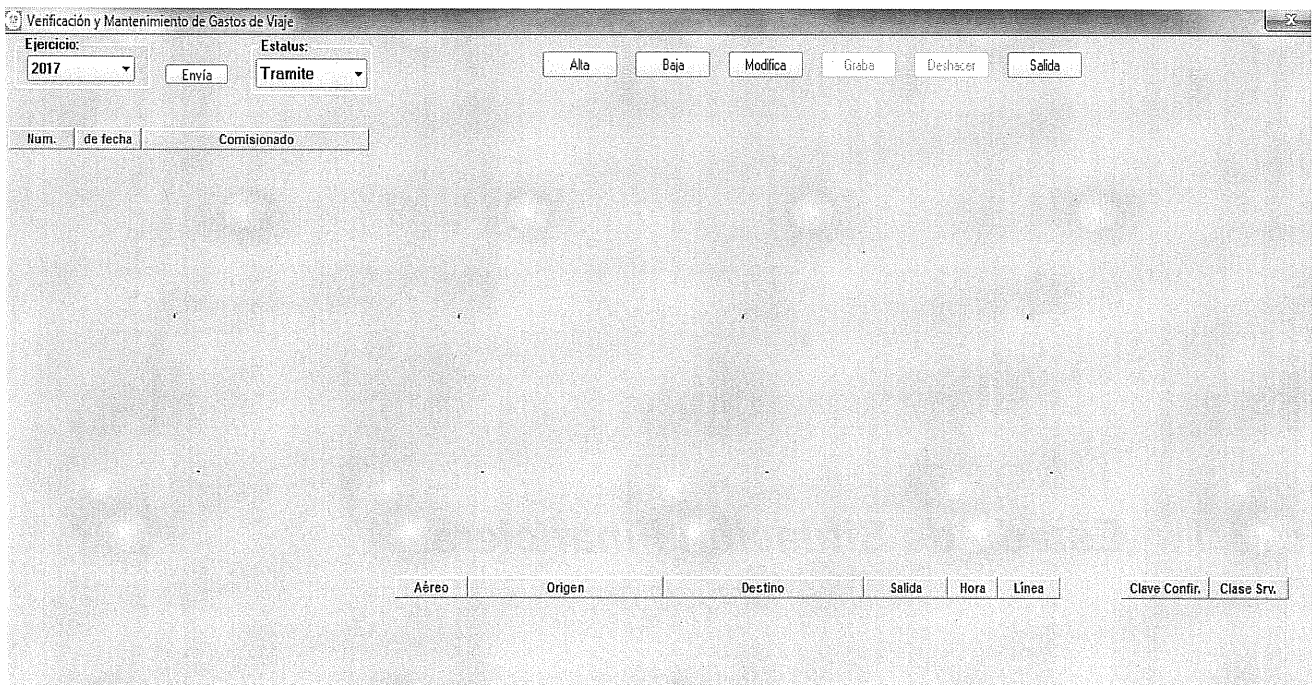 Verificación y Mantenimiento de Gastos de Viaje
Ejercicio: Estatus:
2017 Envía Tramite Alta Baja Modifica Graba Deshacer Salida
Num. de fecha Comisionado
Aéreo Origen Destino Salida Hora Línea Clave Confir. Clase Srv.